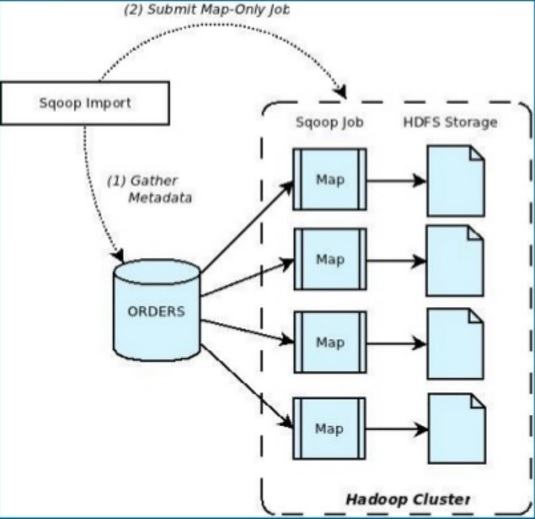 (2) Submit Map-Only Job
Sqoop Import
Sqoop Job
HDFS Storage
Map
(1) Gather
Metadata
Map
ORDERS
Map
Map
Hadoop Cluster